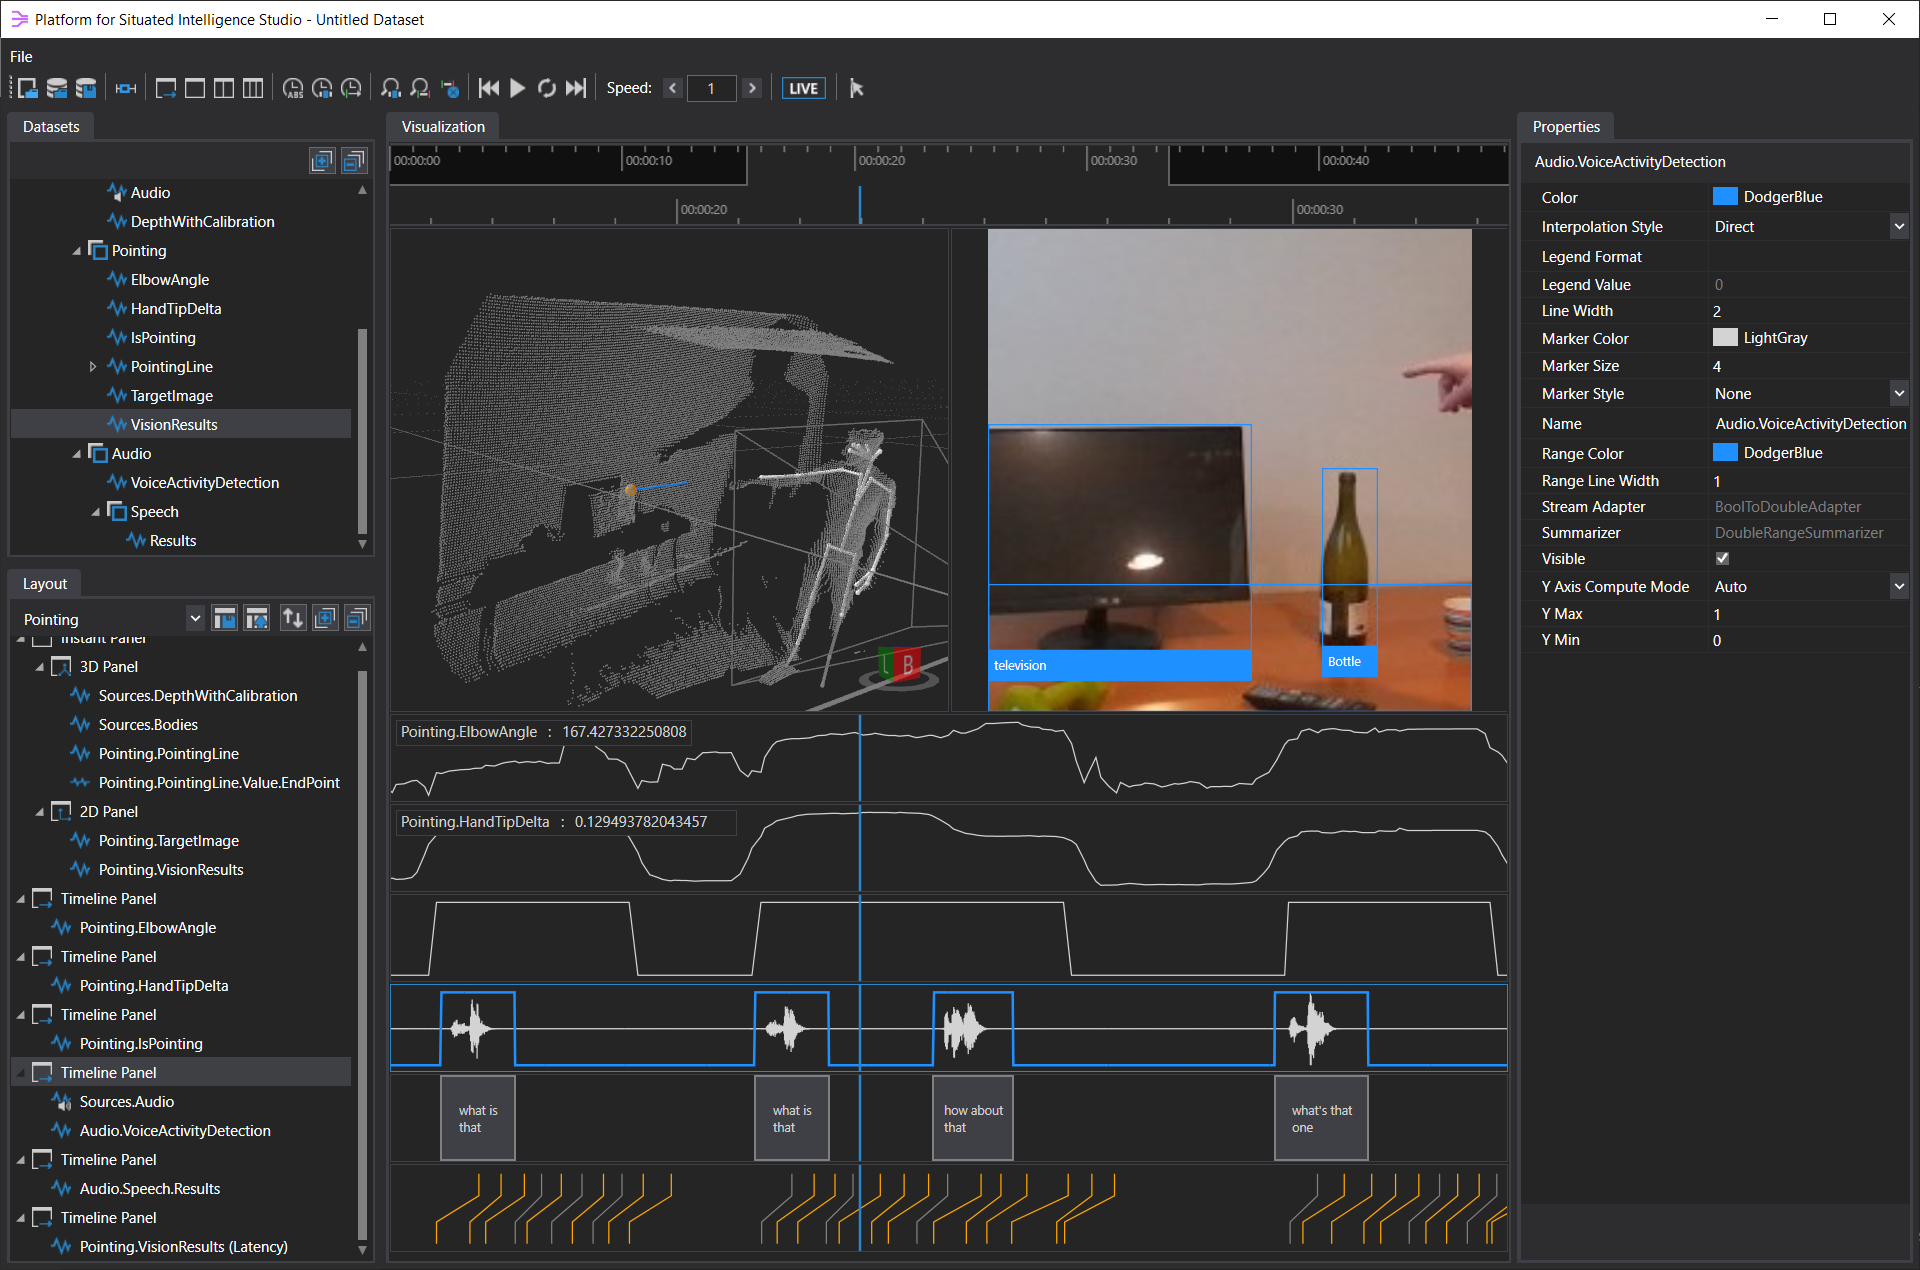 Platform for Situated Intelligence Studio - Untitled Dataset
File
ABS
Speed:
1
LIVE
Datasets
Audio
DepthWithCalibration
Pointing
ElbowAngle
HandTipDelta
IsPointing
PointingLine
TargetImage
VisionResults
Audio
VoiceActivityDetection
Speech
Results
Layout
Pointing
Instant Panel
3D Panel
Sources.DepthWithCalibration
Sources.Bodies
Pointing.PointingLine
Pointing.PointingLine.Value.EndPoint
2D Panel
Pointing.TargetImage
Pointing.VisionResults
Timeline Panel
Pointing.ElbowAngle
Timeline Panel
Pointing.HandTipDelta
Timeline Panel
Pointing.IsPointing
Timeline Panel
Sources.Audio
Audio.VoiceActivityDetection
Timeline Panel
Audio.Speech.Results
Timeline Panel
Pointing.VisionResults (Latency)
Visualization
00:00:00 00:00:10 00:00:20 00:00:30 00:00:40
00:00:20 00:00:30
L B
television
Bottle
Pointing.ElbowAngle : 167.427332250808
Pointing.HandTipDelta : 0.129493782043457
what is
that
what is
that
how about
that
what's that
one
Properties
Audio.VoiceActivityDetection
Color DodgerBlue
Interpolation Style Direct
Legend Format
Legend Value 0
Line Width 2
Marker Color LightGray
Marker Size 4
Marker Style None
Name Audio.VoiceActivityDetection
Range Color DodgerBlue
Range Line Width 1
Stream Adapter BoolToDoubleAdapter
Summarizer DoubleRangeSummarizer
Visible
Y Axis Compute Mode Auto
Y Max 1
Y Min 0